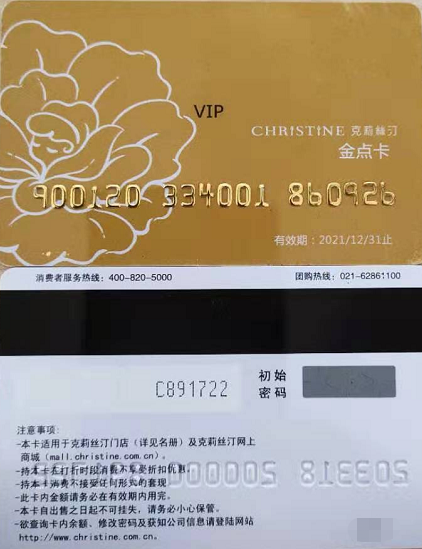 VIP
CHRISTINE 克莉丝汀
金点卡
900120 334001 860926
有效期：2021/12/31止
消费者服务热线：400-820-5000
团购热线：021-62861100
C891722
初始
密码
注意事项：
-本卡适用于克莉丝汀门店（详见名册）及克莉丝汀网上
商城（mall.christine.com.cn）。
-持本卡在打折时段消费不享受折扣优惠。
-持本卡消费不接受任何形式的套现
-此卡内金额请务必在有效期内用完。
-本卡自出售之日起不可挂失，请务必小心保管。
-欲查询卡内余额、修改密码及获知公司信息请登陆网站
http://www.christine.com.cn。